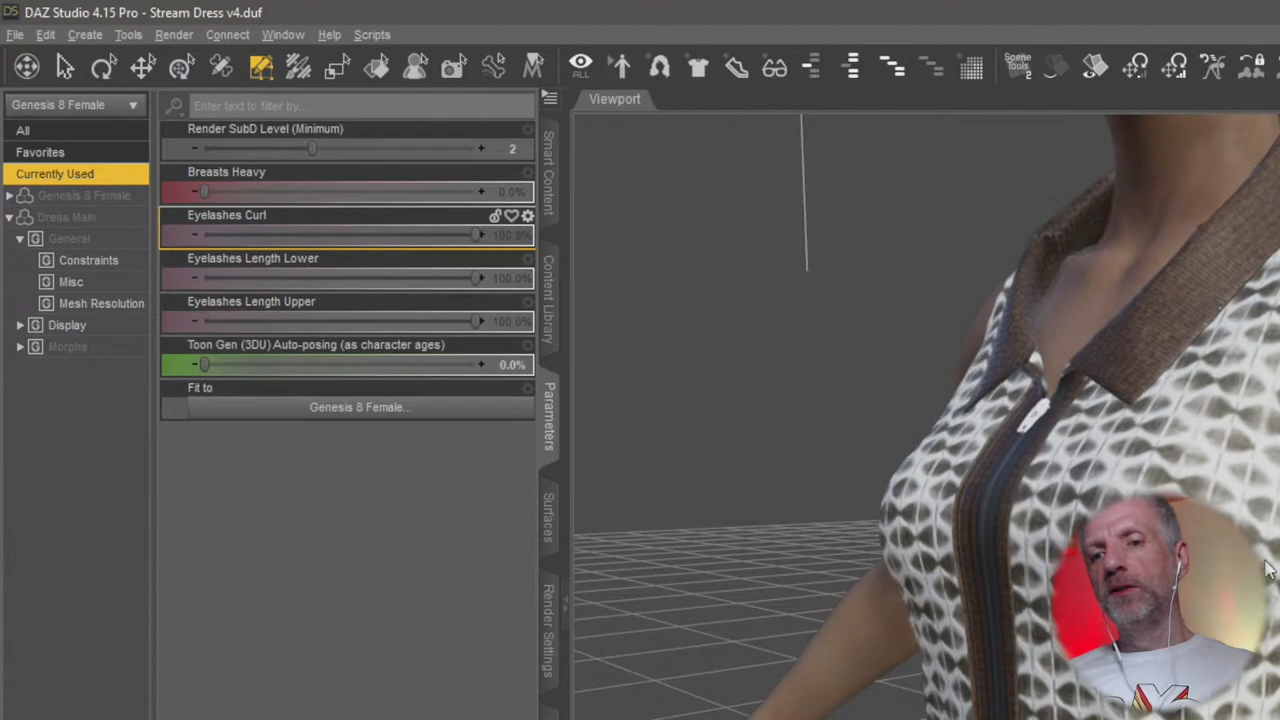 DAZ Studio 4.15 Pro - Stream Dress v4.duf
File Edit Create Tools Render Connect Window Help Scripts
ALL
Scene Tools 2
Genesis 8 Female
Enter text to filter by...
Viewport
All
Favorites
Currently Used
Genesis 8 Female
Dress Main
General
Constraints
Misc
Mesh Resolution
Display
Morphs
Render SubD Level (Minimum)
2
Breasts Heavy
0.0%
Eyelashes Curl
100.0%
Eyelashes Length Lower
100.0%
Eyelashes Length Upper
100.0%
Toon Gen (3DU) Auto-posing (as character ages)
0.0%
Fit to
Genesis 8 Female...
Smart Content
Content Library
Parameters
Surfaces
Render Settings